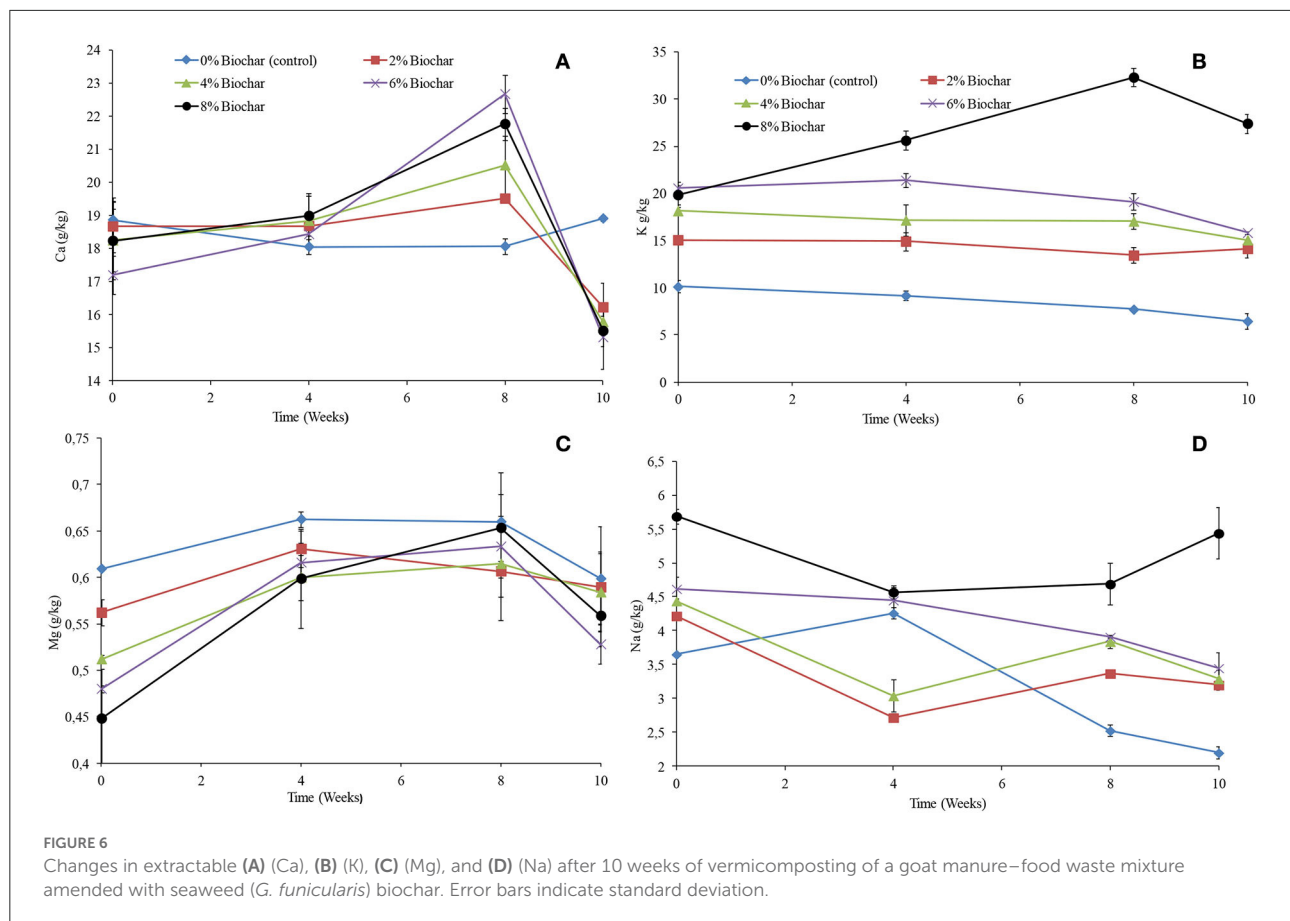 24
23
22
21
20
19
18
17
16
15
14
Ca (g/kg)
0% Biochar (control)
2% Biochar
4% Biochar
6% Biochar
8% Biochar
A
0
2
4
6
8
10
Time (Weeks)
35
30
25
20
15
10
5
0
K g/kg
0% Biochar (control)
2% Biochar
4% Biochar
6% Biochar
8% Biochar
B
0
2
4
6
8
10
Time (Weeks)
0,75
0,7
0,65
0,6
0,55
0,5
0,45
0,4
Mg (g/kg)
C
0
2
4
6
8
10
Time (Weeks)
6,5
6
5,5
5
4,5
4
3,5
3
2,5
2
Na (g/kg)
D
0
2
4
6
8
10
Time (Weeks)
FIGURE 6
Changes in extractable (A) (Ca), (B) (K), (C) (Mg), and (D) (Na) after 10 weeks of vermicomposting of a goat manure–food waste mixture
amended with seaweed (G. funicularis) biochar. Error bars indicate standard deviation.